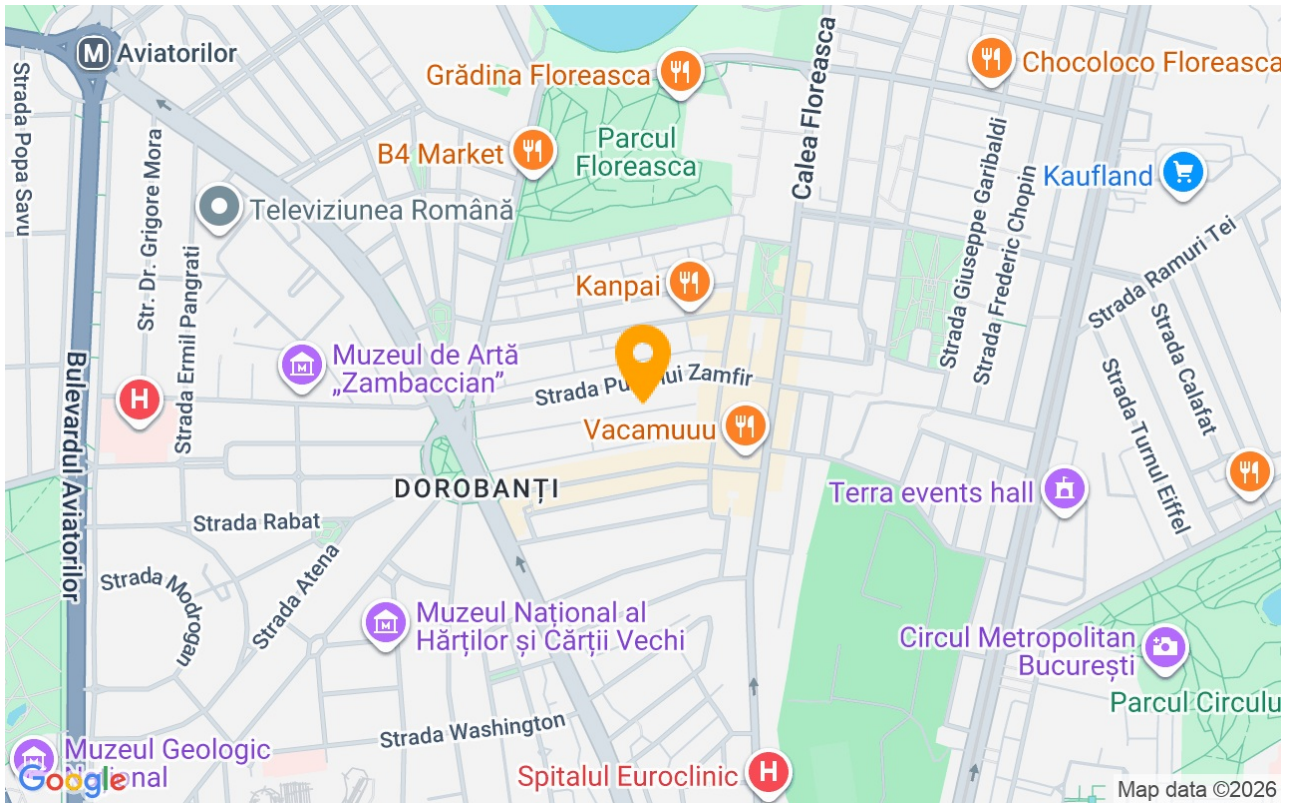 M Aviatorilor
Grădina Floreasca
Chocoloco Floreasca
Calea Floreasca
Strada Popa Savu
Parcul
Floreasca
B4 Market
Kaufland
Str. Dr. Grigore Mora
Televiziunea Română
Strada Giuseppe Garibaldi
Strada Frederic Chopin
Strada Ramuri Tei
Strada Ermil Pangrati
Kanpai
Strada Calafat
Muzeul de Artă
„Zambaccian”
Bulevardul Aviatorilor
H
Zamfir
Strada
Strada Turnul Eiffel
Vacamuuu
DOROBANȚI
Terra events hall
Strada Rabat
Strada Atena
Strada Modrogan
Muzeul Național al
Hărților și Cărții Vechi
Circul Metropolitan
București
Parcul Circulu
Strada Washington
Muzeul Geologic
Spitalul Euroclinic H
Google
Map data ©2026